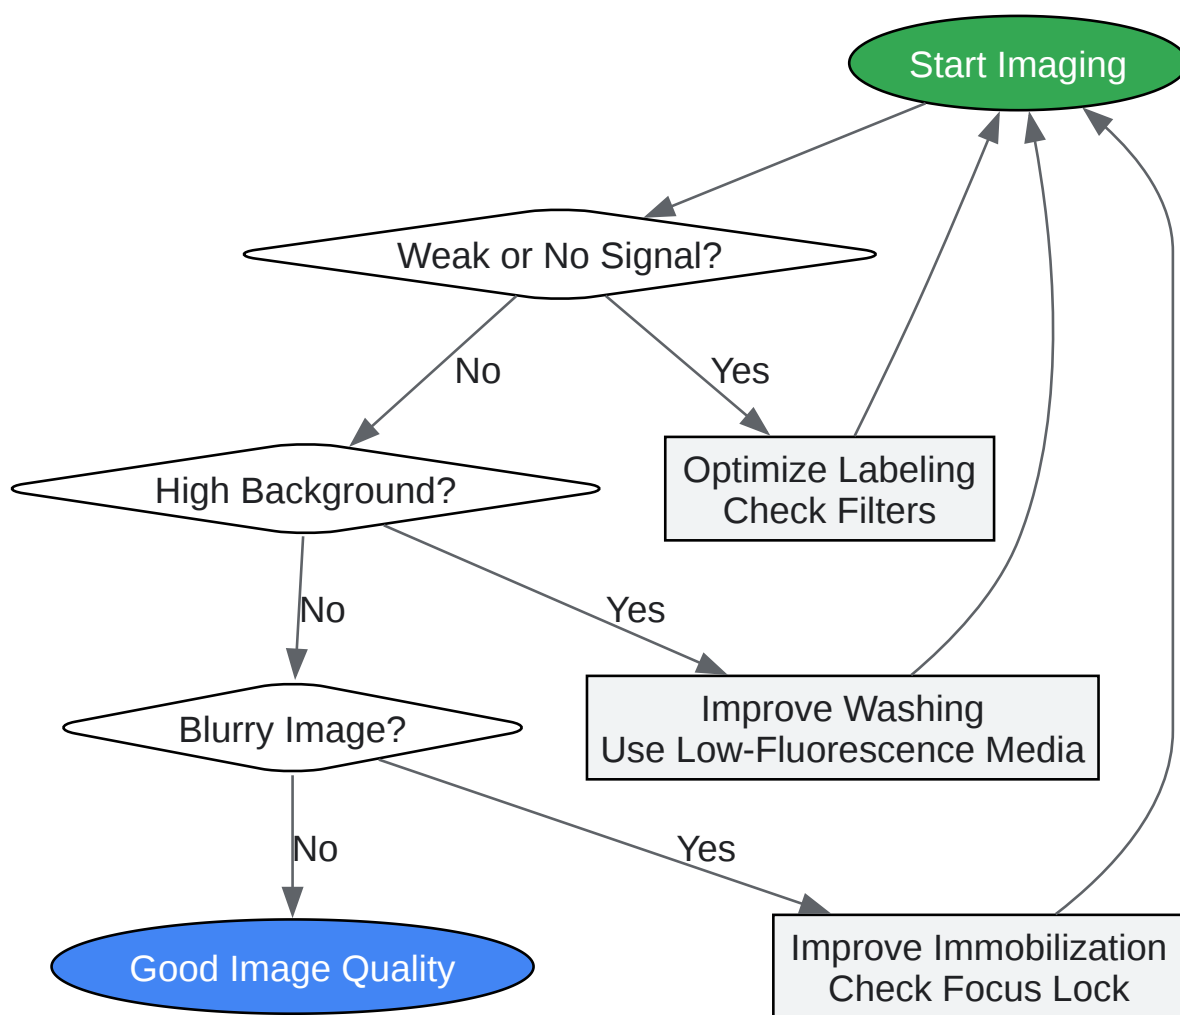 Start Imaging
Weak or No Signal?
No
Yes
Optimize Labeling
Check Filters
High Background?
No
Yes
Improve Washing
Use Low-Fluorescence Media
Blurry Image?
No
Yes
Good Image Quality
Improve Immobilization
Check Focus Lock